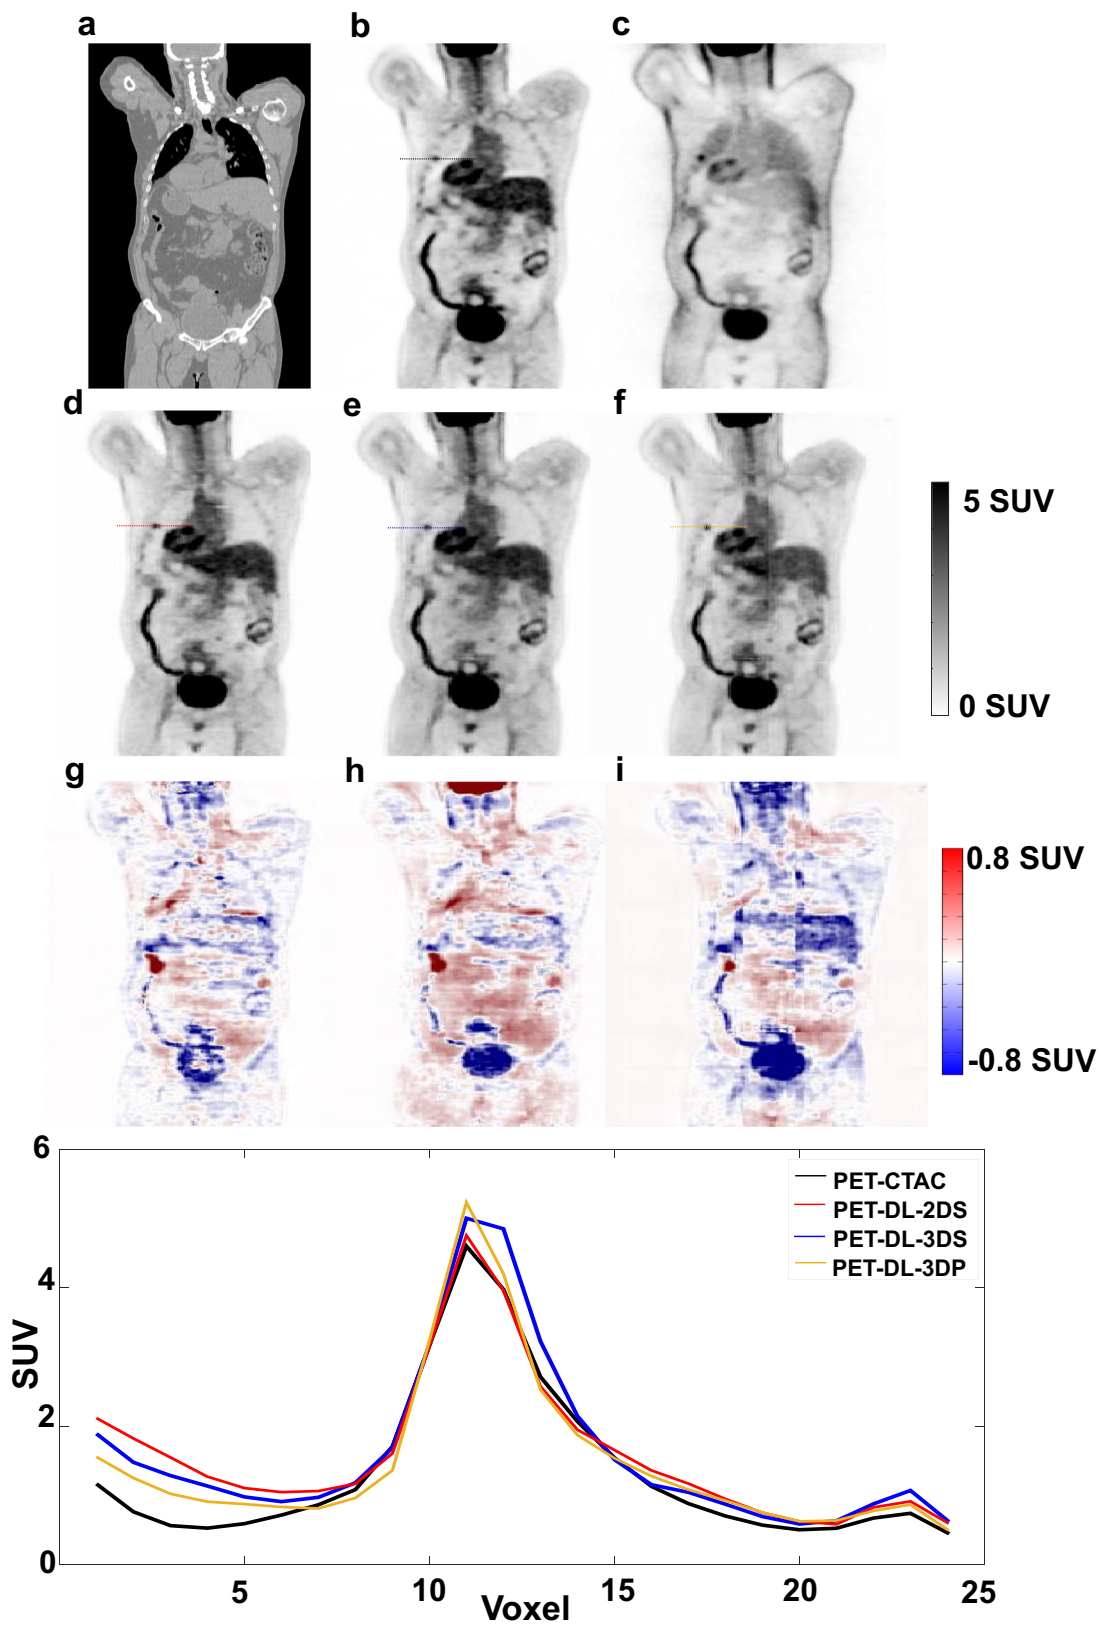 a
b
c
d
e
f
5 SUV
0 SUV
g
h
i
0.8 SUV
-0.8 SUV
6
4
2
0
SUV
PET-CTAC
PET-DL-2DS
PET-DL-3DS
PET-DL-3DP
5
10
15
20
25
Voxel